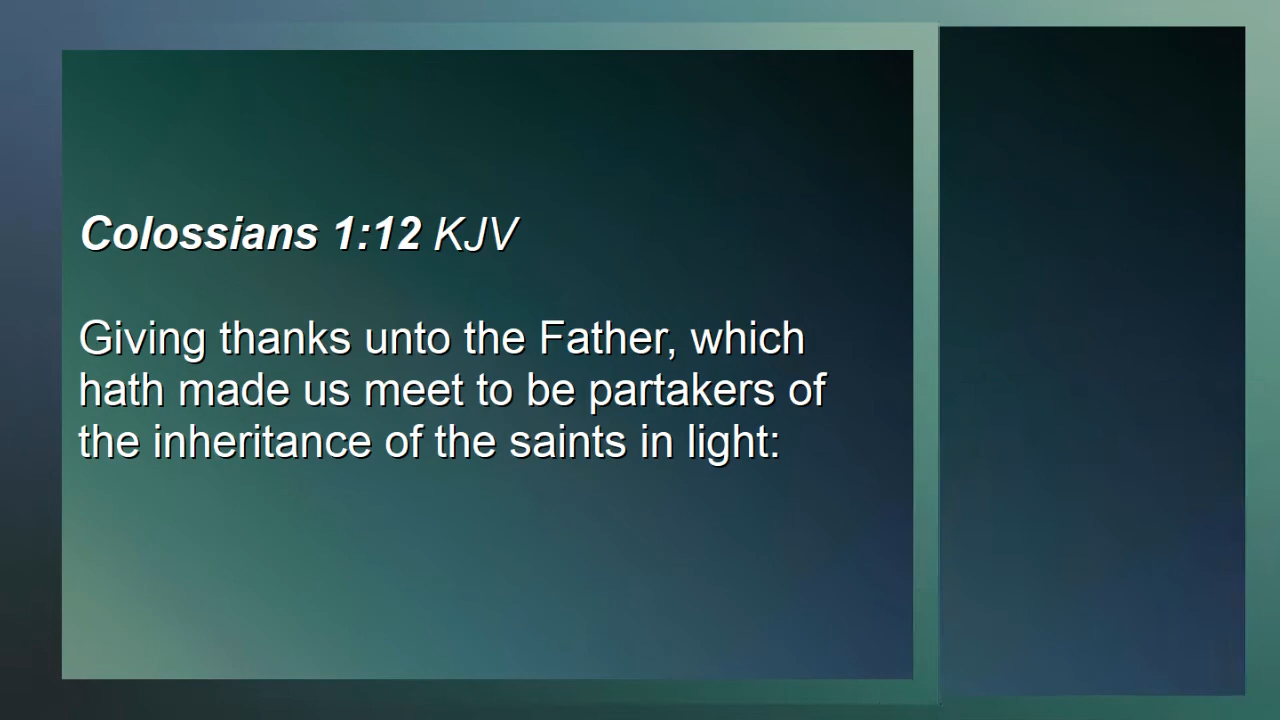 Colossians 1:12 KJV
Giving thanks unto the Father, which
hath made us meet to be partakers of
the inheritance of the saints in light: